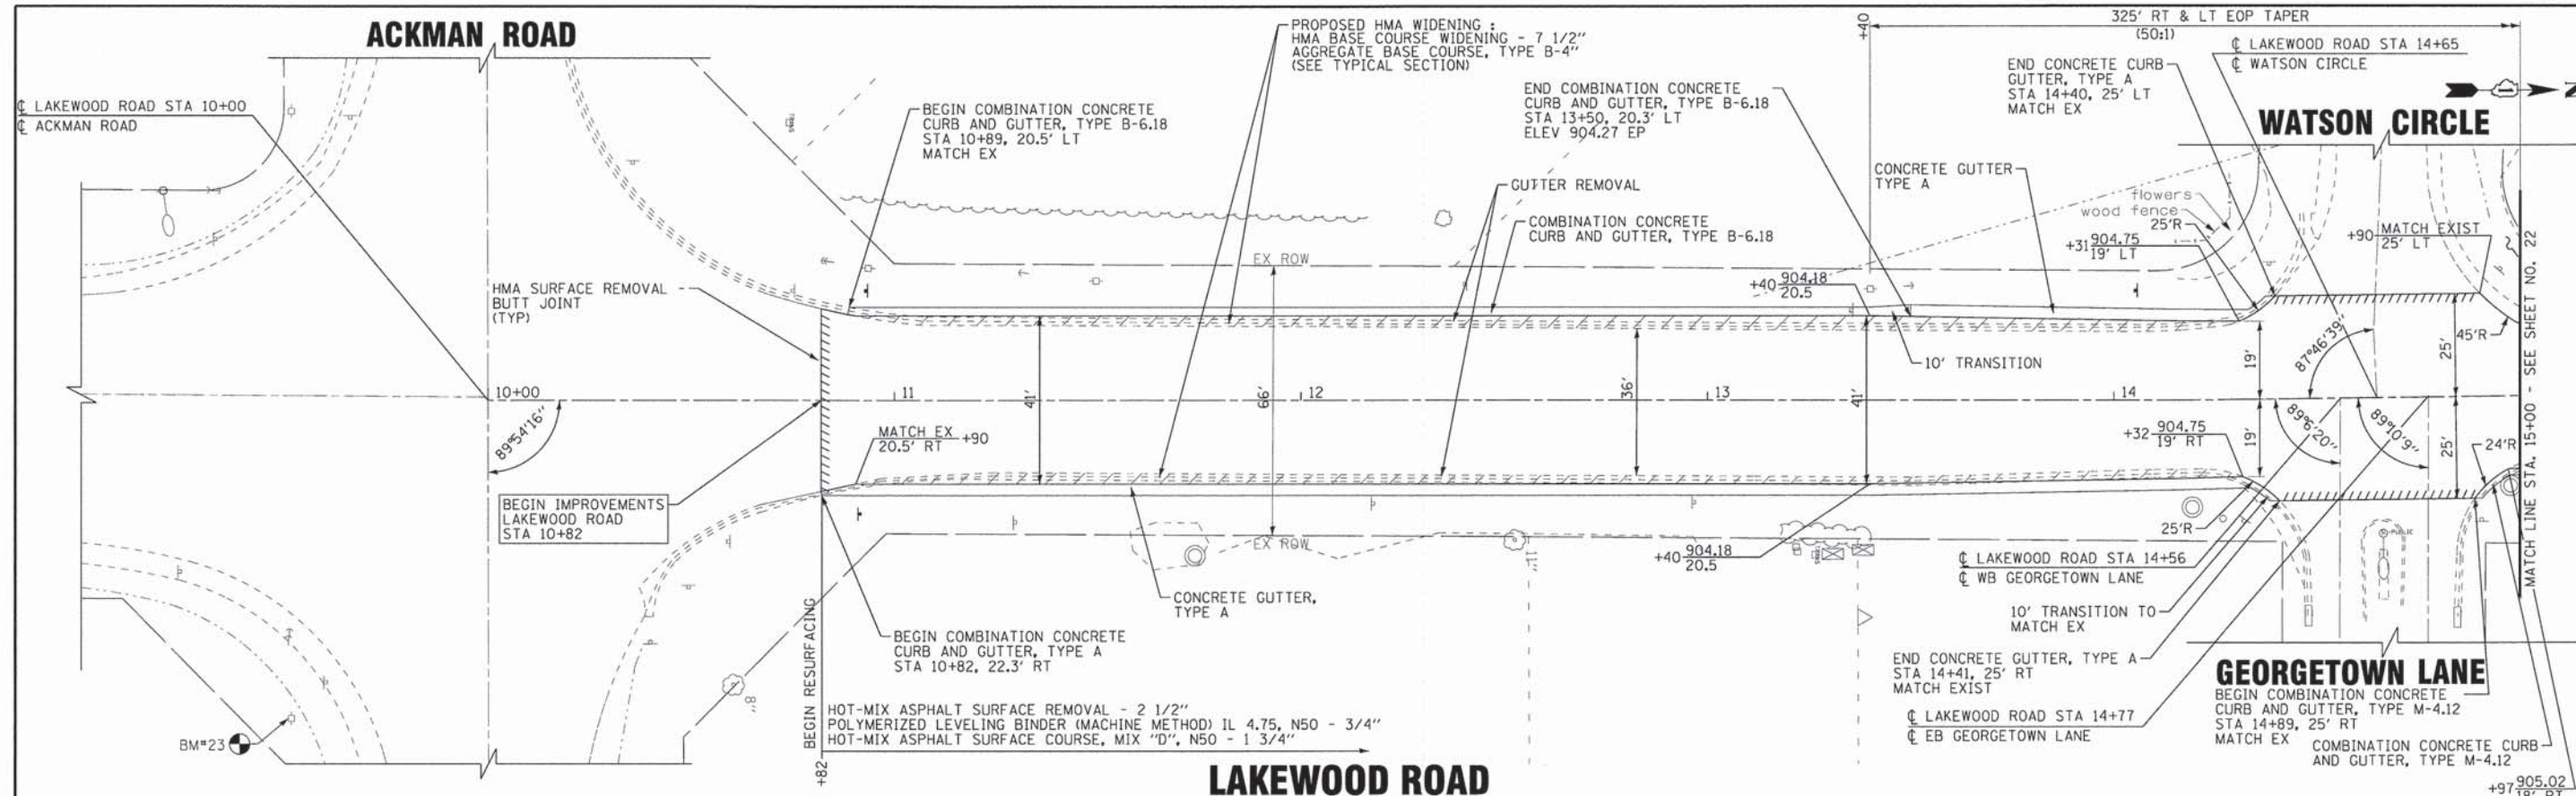 ACKMAN ROAD
℄ LAKEWOOD ROAD STA 10+00
℄ ACKMAN ROAD
BEGIN COMBINATION CONCRETE
CURB AND GUTTER, TYPE B-6.18
STA 10+89, 20.5' LT
MATCH EX
PROPOSED HMA WIDENING :
HMA BASE COURSE WIDENING - 7 1/2"
AGGREGATE BASE COURSE, TYPE B-4"
(SEE TYPICAL SECTION)
END COMBINATION CONCRETE
CURB AND GUTTER, TYPE B-6.18
STA 13+50, 20.3' LT
ELEV 904.27 EP
+40
325' RT & LT EOP TAPER
(50:1)
℄ LAKEWOOD ROAD STA 14+65
℄ WATSON CIRCLE
END CONCRETE CURB
GUTTER, TYPE A
STA 14+40, 25' LT
MATCH EX
WATSON CIRCLE
GUTTER REMOVAL
COMBINATION CONCRETE
CURB AND GUTTER, TYPE B-6.18
CONCRETE GUTTER
TYPE A
flowers
wood fence
25'R
+31 904.75
19' LT
+90 MATCH EXIST
25' LT
EX ROW
+40 904.18
20.5
HMA SURFACE REMOVAL
BUTT JOINT
(TYP)
10' TRANSITION
45'R
87°46'39"
19'
25'
10+00
11
12
13
14
41'
66'
36'
41'
89°54'16"
MATCH EX +90
20.5' RT
+32 904.75
19' RT
19'
89°6'20"
89°10'9"
25'
24'R
MATCH LINE STA. 15+00 - SEE SHEET NO. 22
BEGIN IMPROVEMENTS
LAKEWOOD ROAD
STA 10+82
EX ROW
11"
+40 904.18
20.5
25'R
PUBLIC
℄ LAKEWOOD ROAD STA 14+56
℄ WB GEORGETOWN LANE
CONCRETE GUTTER,
TYPE A
10' TRANSITION TO
MATCH EX
BEGIN COMBINATION CONCRETE
CURB AND GUTTER, TYPE A
STA 10+82, 22.3' RT
END CONCRETE GUTTER, TYPE A
STA 14+41, 25' RT
MATCH EXIST
GEORGETOWN LANE
BEGIN COMBINATION CONCRETE
CURB AND GUTTER, TYPE M-4.12
STA 14+89, 25' RT
MATCH EX
8"
BEGIN RESURFACING
HOT-MIX ASPHALT SURFACE REMOVAL - 2 1/2"
POLYMERIZED LEVELING BINDER (MACHINE METHOD) IL 4.75, N50 - 3/4"
HOT-MIX ASPHALT SURFACE COURSE, MIX "D", N50 - 1 3/4"
℄ LAKEWOOD ROAD STA 14+77
℄ EB GEORGETOWN LANE
COMBINATION CONCRETE CURB
AND GUTTER, TYPE M-4.12
BM#23
+82
LAKEWOOD ROAD
+97 905.02